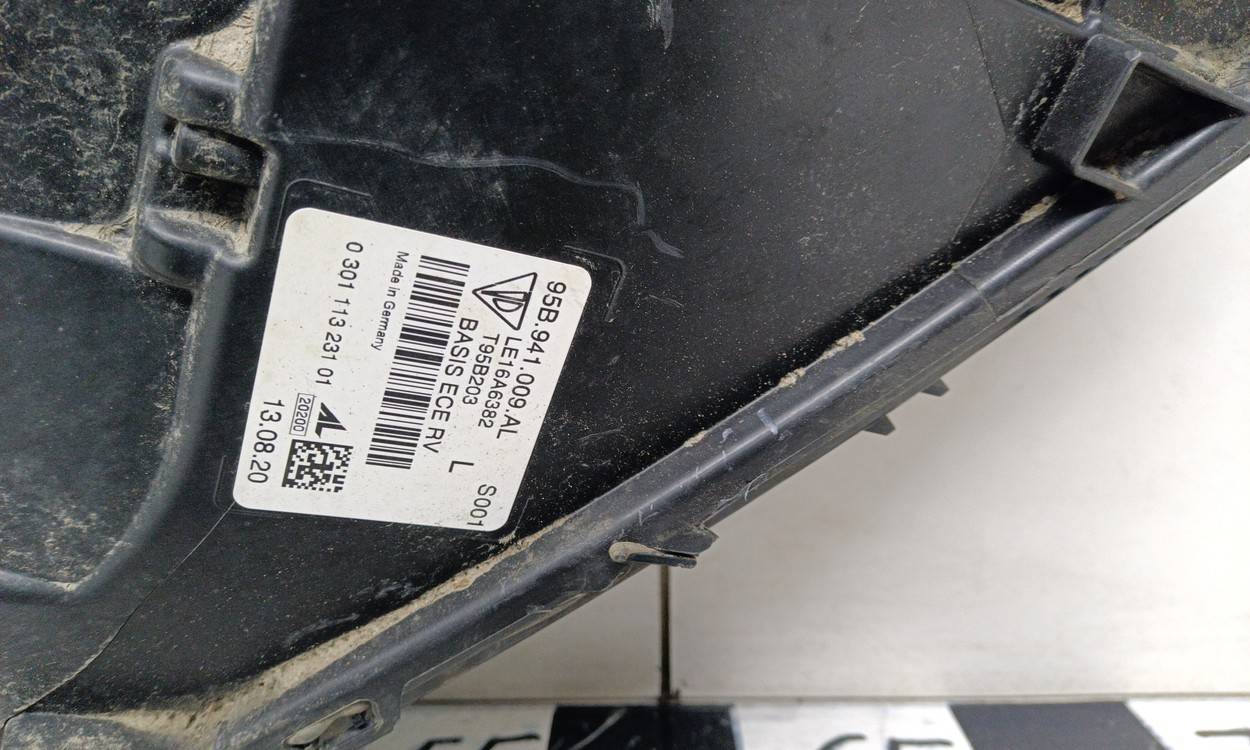 95B.941.009.AL
LE16A6382
T95B203
S001
BASIS ECE RV
L
Made in Germany
0 301 113 231 01
AL
20200
13.08.20